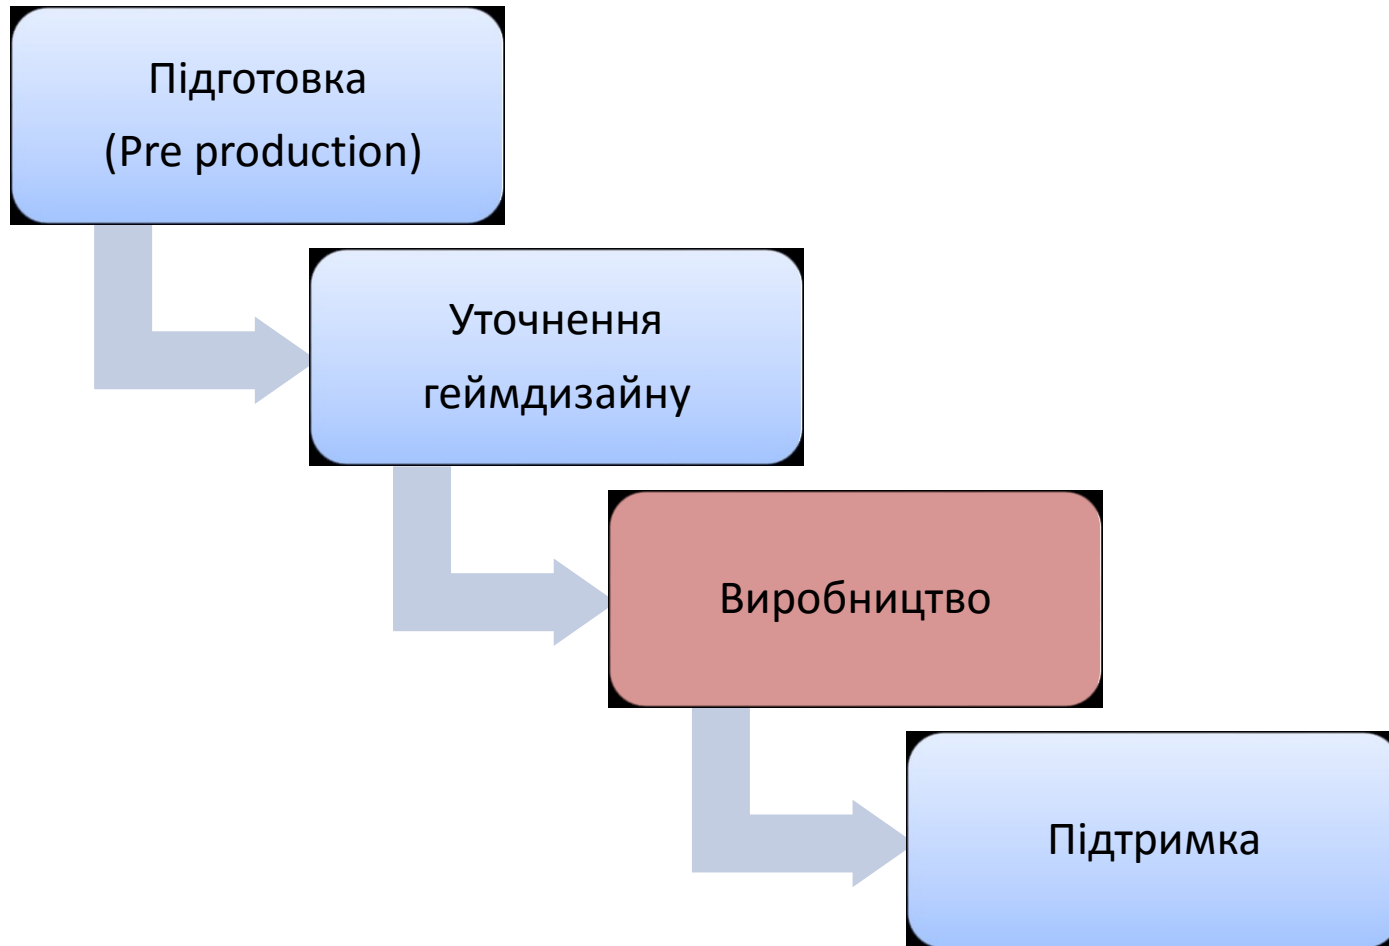 Підготовка
(Pre production)
Уточнення
геймдизайну
Виробництво
Підтримка